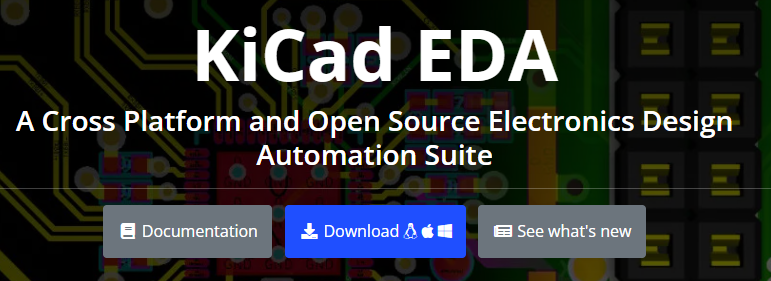 KiCad EDA
A Cross Platform and Open Source Electronics Design
Automation Suite
Documentation
Download
See what's new